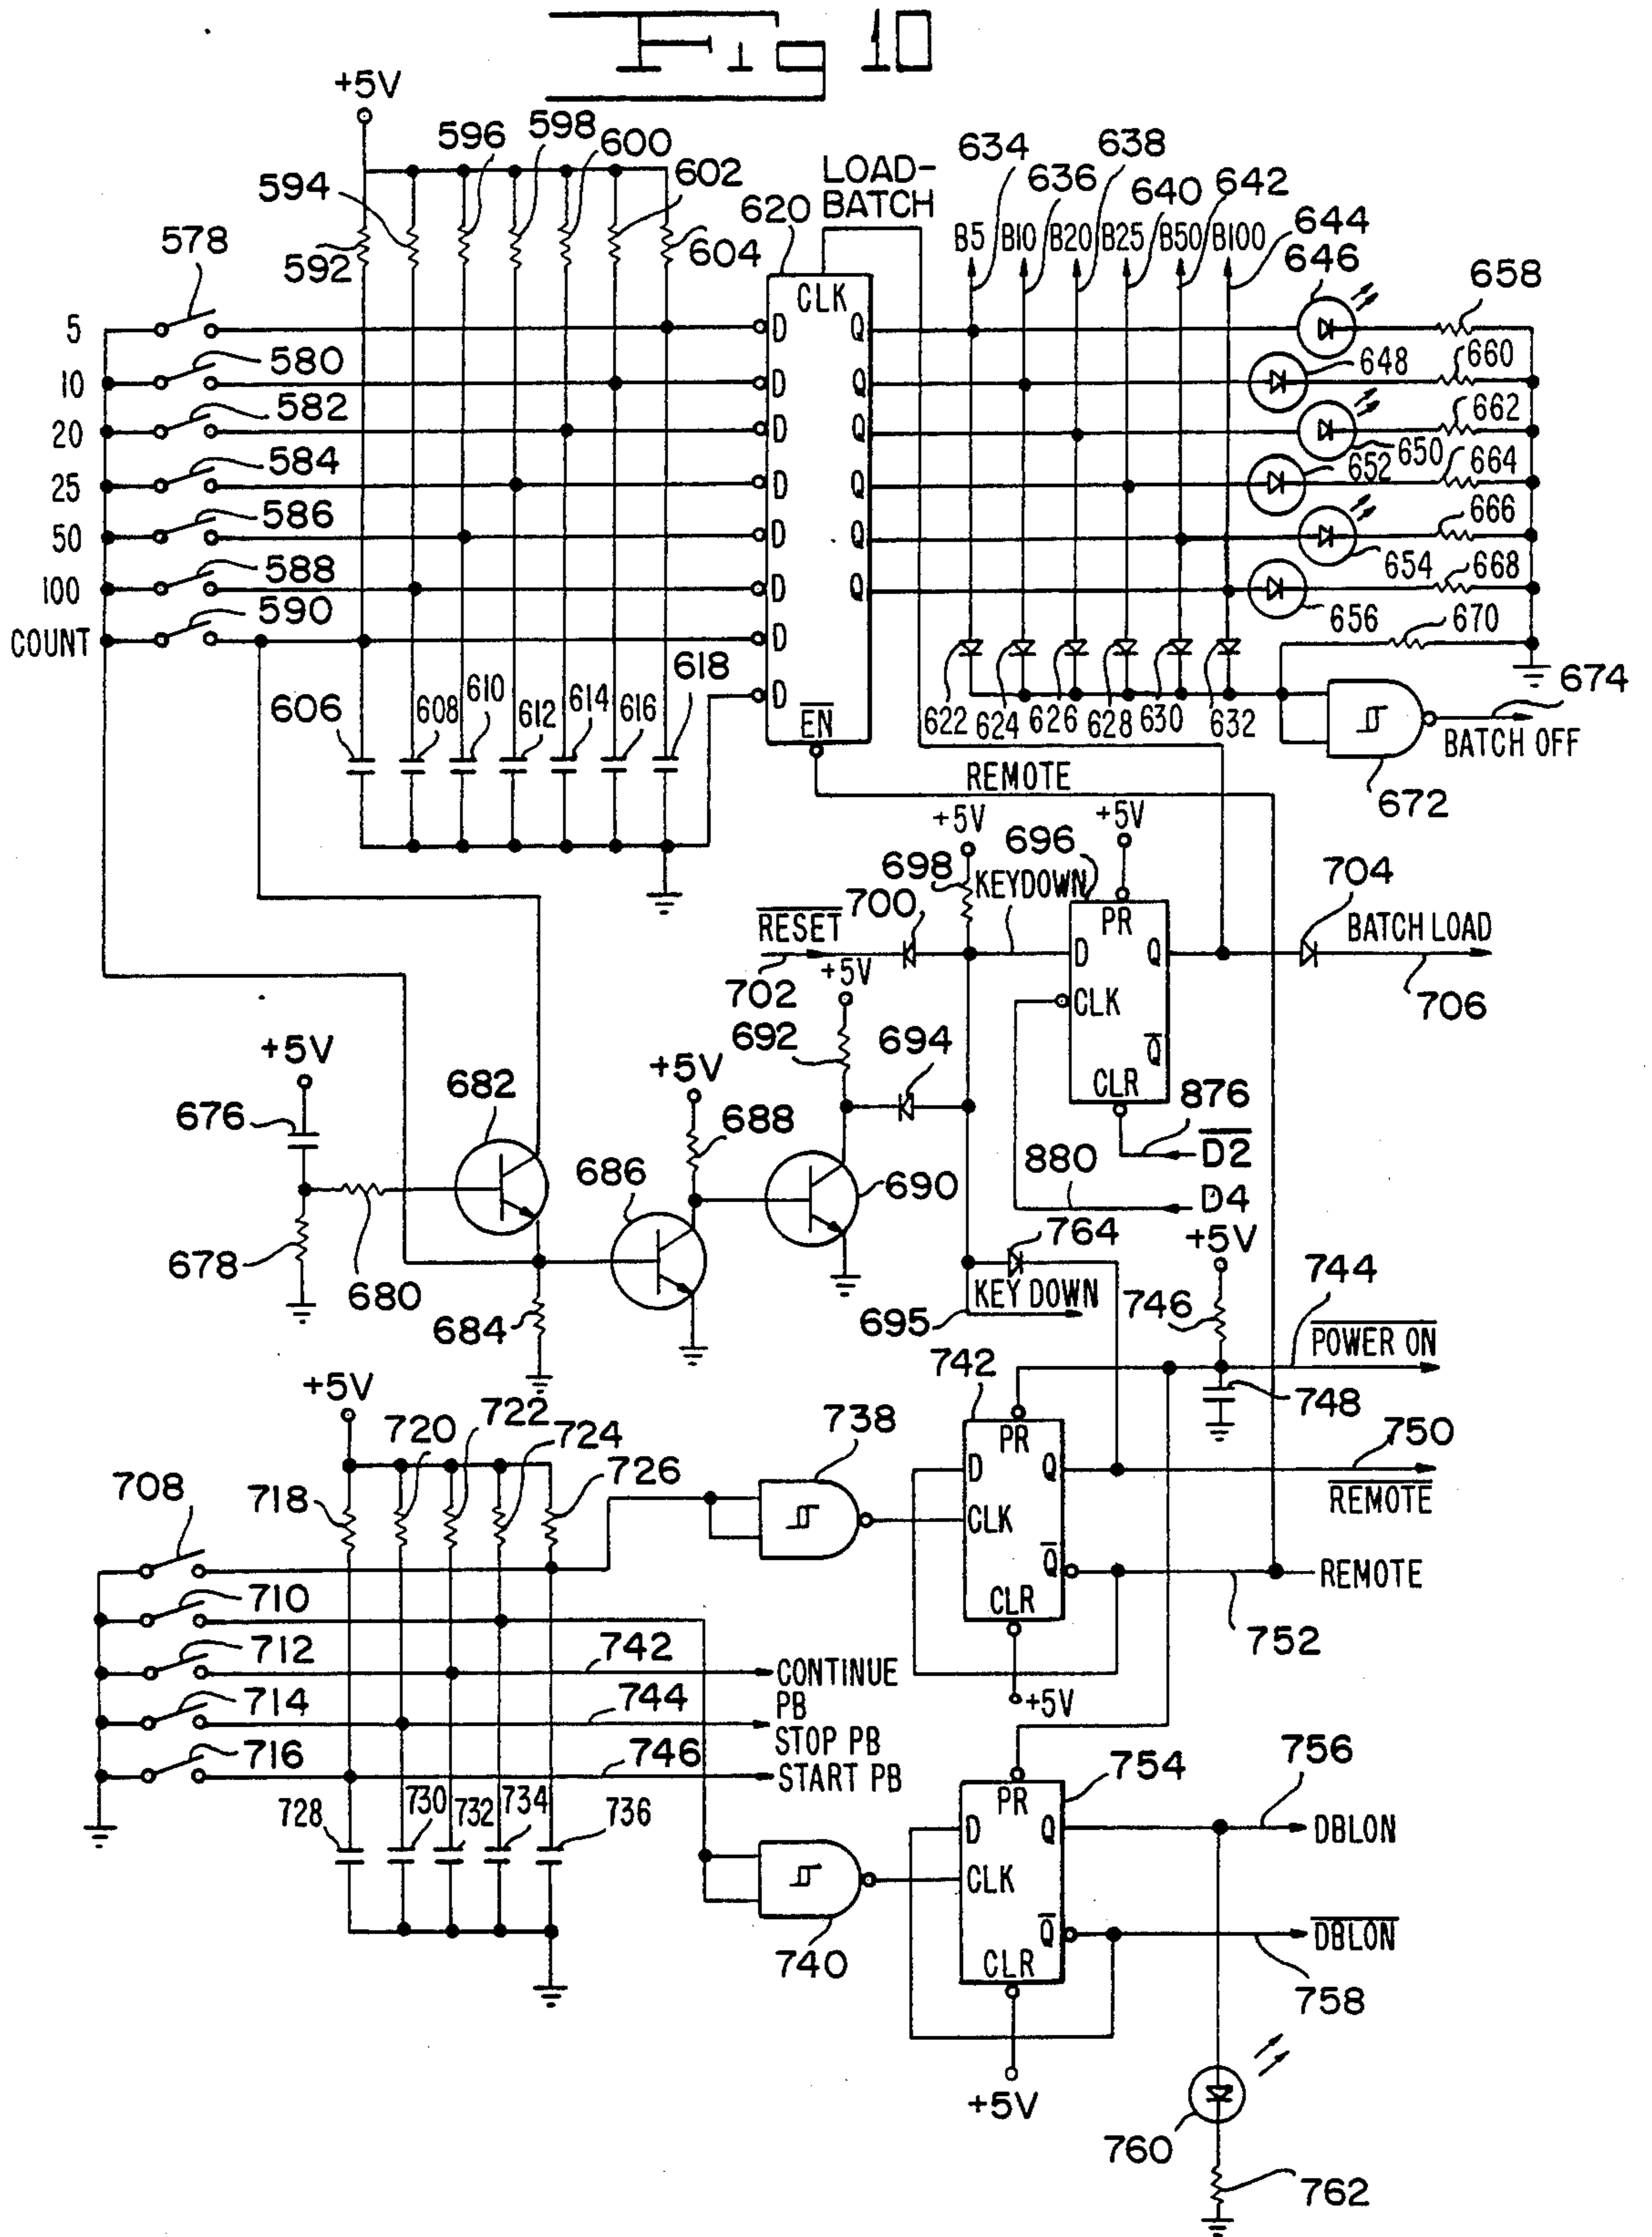 Fig 10
+5V
596
598
600
602
594
592
604
578
620
LOAD-
BATCH
634
636
638
640
642
644
646
658
B5
B10
B20
B25
B50
B100
5
CLK
D
Q
10
580
D
Q
648
660
20
582
D
Q
650
662
25
584
D
Q
652
664
50
586
D
Q
654
666
100
588
D
Q
656
668
COUNT
590
D
670
606
608
610
612
614
616
618
D
EN
622
624
626
628
630
632
674
BATCH OFF
672
REMOTE
+5V
+5V
698
696
KEYDOWN
700
RESET
702
704
BATCH LOAD
706
PR
D
Q
CLK
Q
CLR
+5V
692
694
876
D2
880
D4
+5V
676
682
678
680
684
+5V
688
686
690
764
KEY DOWN
695
+5V
746
744
POWER ON
748
742
750
REMOTE
PR
D
Q
CLK
Q
CLR
+5V
REMOTE
752
+5V
720
722
724
726
718
738
708
710
712
742
CONTINUE
PB
714
744
STOP PB
716
746
START PB
728
730
732
734
736
740
754
PR
D
Q
CLK
Q
CLR
+5V
756
DBLON
DBLON
758
760
762